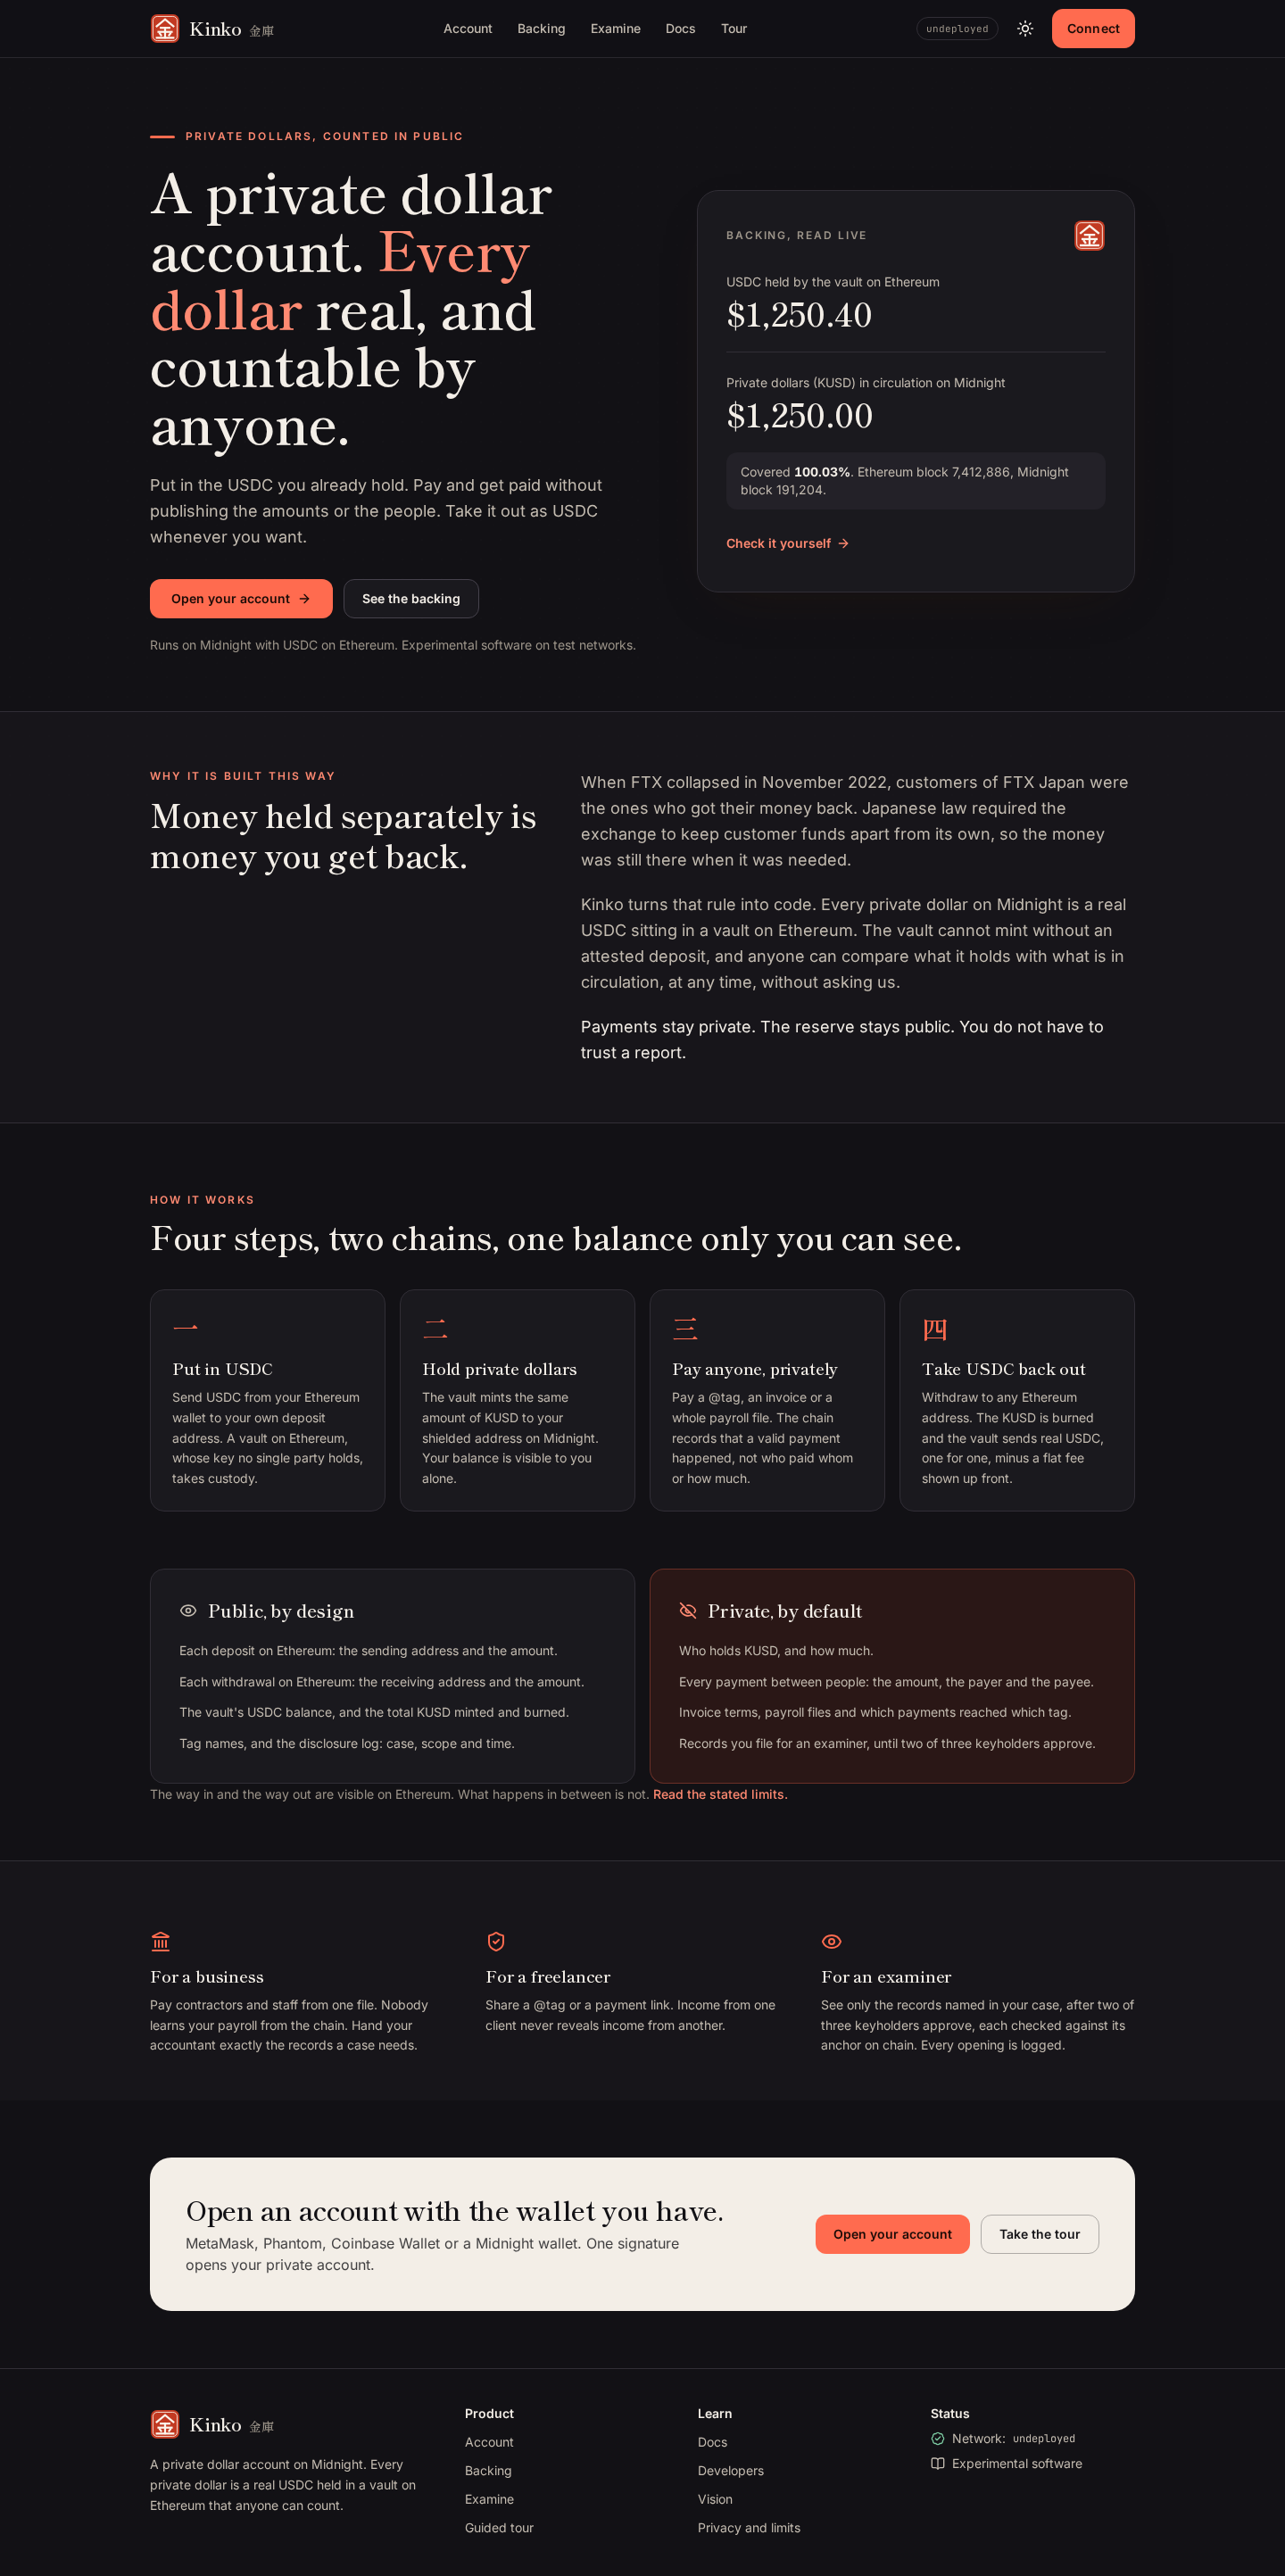 金 Kinko 金庫
Account Backing Examine Docs Tour
undeployed
Connect
PRIVATE DOLLARS, COUNTED IN PUBLIC
A private dollar
account. Every
dollar real, and
countable by
anyone.
Put in the USDC you already hold. Pay and get paid without
publishing the amounts or the people. Take it out as USDC
whenever you want.
Open your account →
See the backing
Runs on Midnight with USDC on Ethereum. Experimental software on test networks.
BACKING, READ LIVE
金
USDC held by the vault on Ethereum
$1,250.40
Private dollars (KUSD) in circulation on Midnight
$1,250.00
Covered 100.03%. Ethereum block 7,412,886, Midnight
block 191,204.
Check it yourself →
WHY IT IS BUILT THIS WAY
Money held separately is
money you get back.
When FTX collapsed in November 2022, customers of FTX Japan were
the ones who got their money back. Japanese law required the
exchange to keep customer funds apart from its own, so the money
was still there when it was needed.
Kinko turns that rule into code. Every private dollar on Midnight is a real
USDC sitting in a vault on Ethereum. The vault cannot mint without an
attested deposit, and anyone can compare what it holds with what is in
circulation, at any time, without asking us.
Payments stay private. The reserve stays public. You do not have to
trust a report.
HOW IT WORKS
Four steps, two chains, one balance only you can see.
一
Put in USDC
Send USDC from your Ethereum
wallet to your own deposit
address. A vault on Ethereum,
whose key no single party holds,
takes custody.
二
Hold private dollars
The vault mints the same
amount of KUSD to your
shielded address on Midnight.
Your balance is visible to you
alone.
三
Pay anyone, privately
Pay a @tag, an invoice or a
whole payroll file. The chain
records that a valid payment
happened, not who paid whom
or how much.
四
Take USDC back out
Withdraw to any Ethereum
address. The KUSD is burned
and the vault sends real USDC,
one for one, minus a flat fee
shown up front.
Public, by design
Each deposit on Ethereum: the sending address and the amount.
Each withdrawal on Ethereum: the receiving address and the amount.
The vault's USDC balance, and the total KUSD minted and burned.
Tag names, and the disclosure log: case, scope and time.
Private, by default
Who holds KUSD, and how much.
Every payment between people: the amount, the payer and the payee.
Invoice terms, payroll files and which payments reached which tag.
Records you file for an examiner, until two of three keyholders approve.
The way in and the way out are visible on Ethereum. What happens in between is not. Read the stated limits.
For a business
Pay contractors and staff from one file. Nobody
learns your payroll from the chain. Hand your
accountant exactly the records a case needs.
For a freelancer
Share a @tag or a payment link. Income from one
client never reveals income from another.
For an examiner
See only the records named in your case, after two of
three keyholders approve, each checked against its
anchor on chain. Every opening is logged.
Open an account with the wallet you have.
MetaMask, Phantom, Coinbase Wallet or a Midnight wallet. One signature
opens your private account.
Open your account
Take the tour
金 Kinko 金庫
A private dollar account on Midnight. Every
private dollar is a real USDC held in a vault on
Ethereum that anyone can count.
Product
Account
Backing
Examine
Guided tour
Learn
Docs
Developers
Vision
Privacy and limits
Status
Network: undeployed
Experimental software